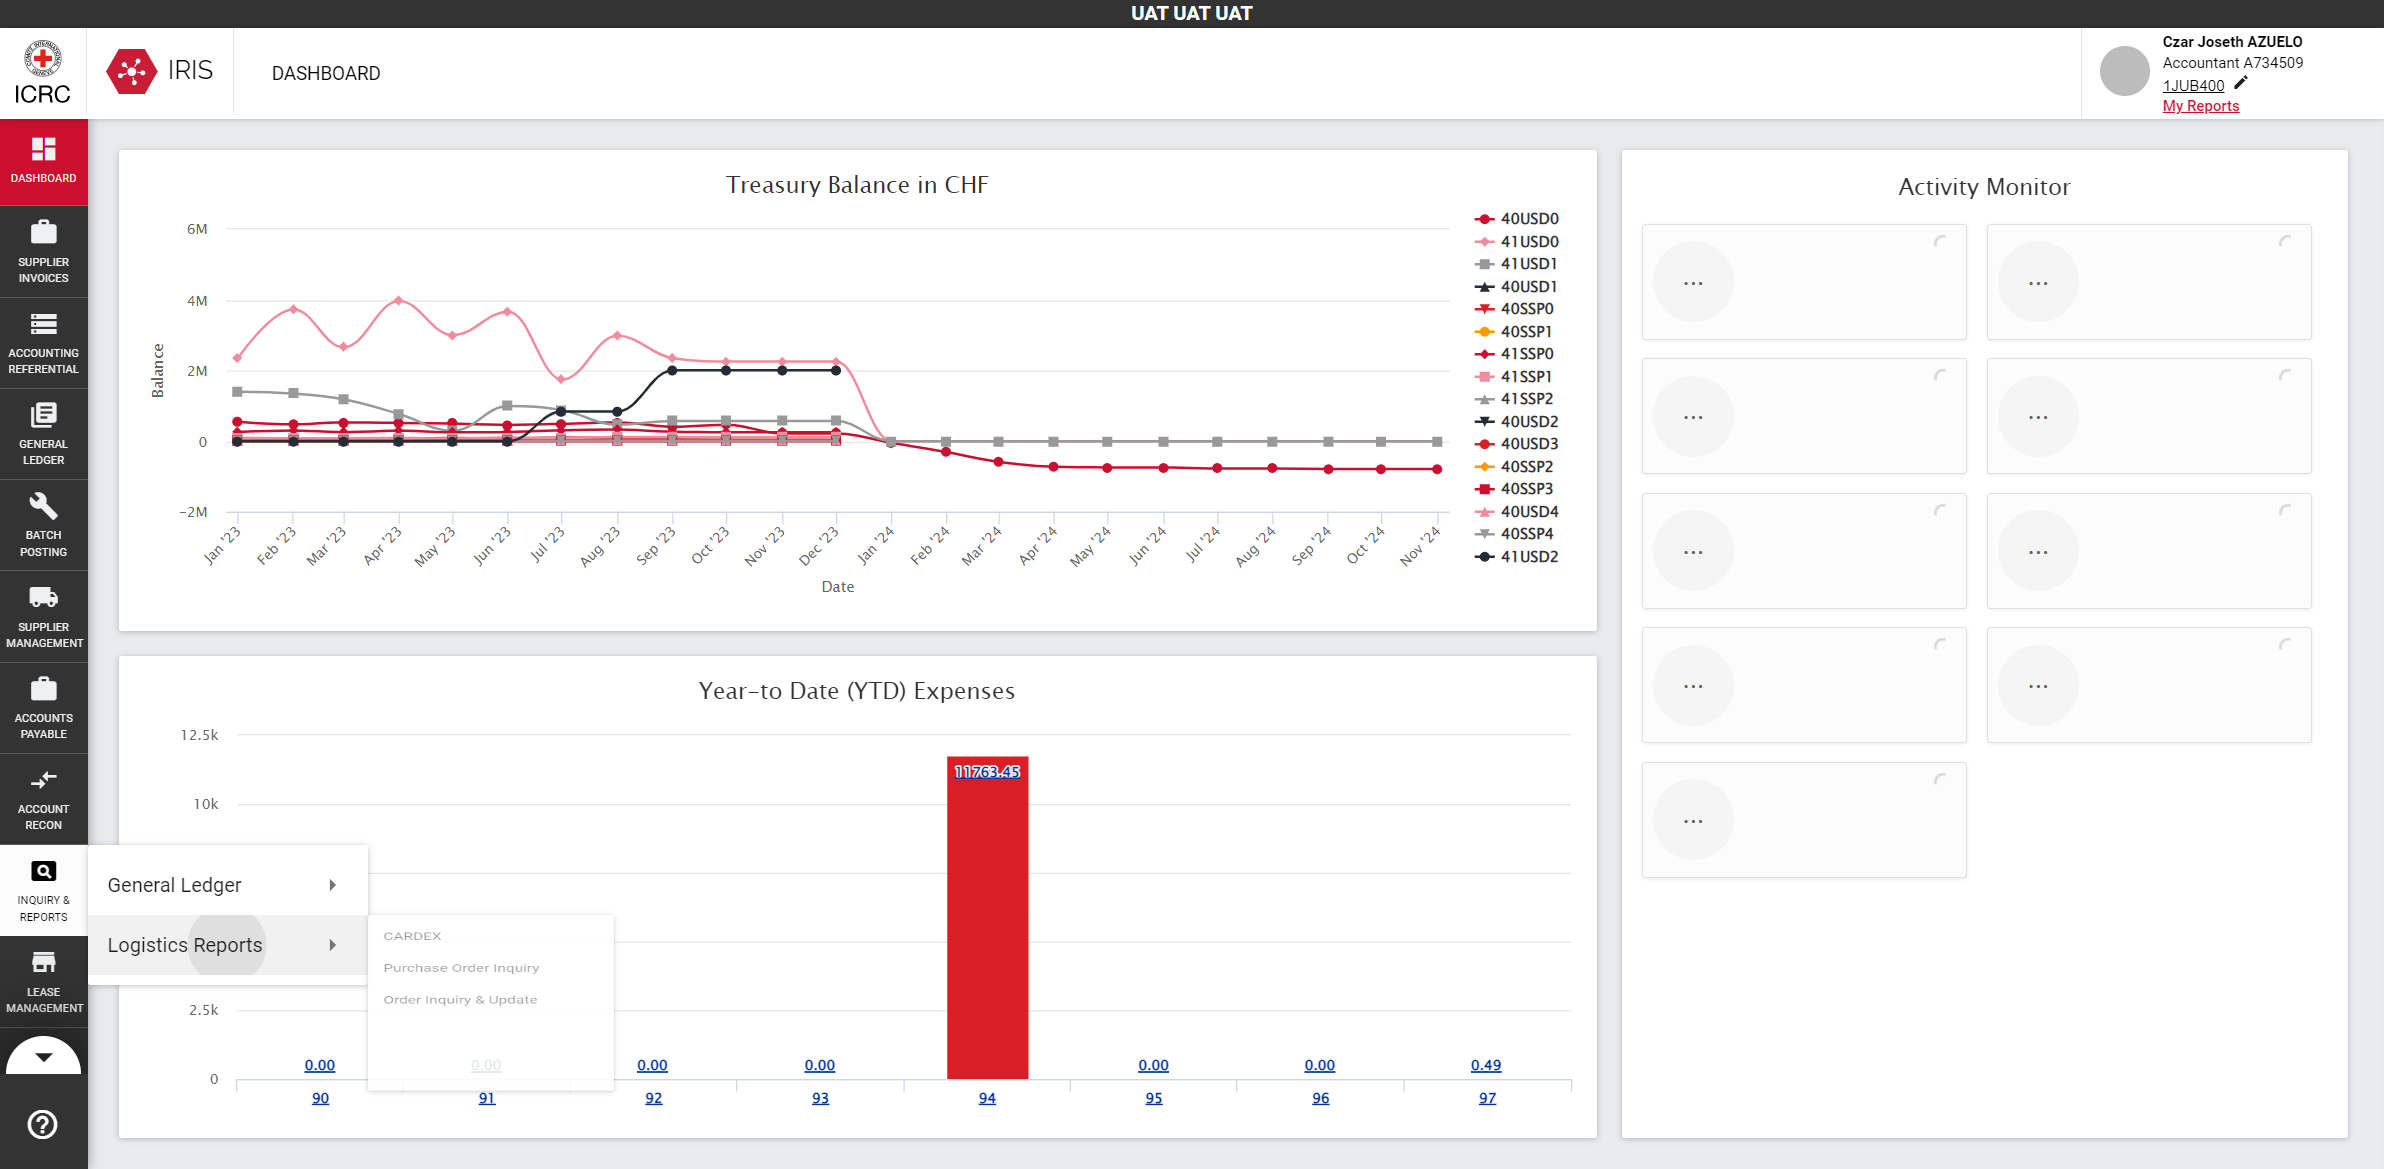 UAT UAT UAT
ICRC
IRIS
DASHBOARD
Czar Joseth AZUELO
Accountant A734509
1JUB400
My Reports
DASHBOARD
SUPPLIER
INVOICES
ACCOUNTING
REFERENTIAL
GENERAL
LEDGER
BATCH
POSTING
SUPPLIER
MANAGEMENT
ACCOUNTS
PAYABLE
ACCOUNT
RECON
INQUIRY &
REPORTS
LEASE
MANAGEMENT
General Ledger
Logistics Reports
CARDEX
Purchase Order Inquiry
Order Inquiry & Update
Treasury Balance in CHF
6M
4M
2M
0
-2M
Balance
Jan '23
Feb '23
Mar '23
Apr '23
May '23
Jun '23
Jul '23
Aug '23
Sep '23
Oct '23
Nov '23
Dec '23
Jan '24
Feb '24
Mar '24
Apr '24
May '24
Jun '24
Jul '24
Aug '24
Sep '24
Oct '24
Nov '24
Date
40USD0
41USD0
41USD1
40USD1
40SSP0
40SSP1
41SSP0
41SSP1
41SSP2
40USD2
40USD3
40SSP2
40SSP3
40USD4
40SSP4
41USD2
Year-to Date (YTD) Expenses
12.5k
10k
2.5k
0
0.00
0.00
0.00
0.00
11763.45
0.00
0.00
0.49
90
91
92
93
94
95
96
97
Activity Monitor
...
...
...
...
...
...
...
...
...